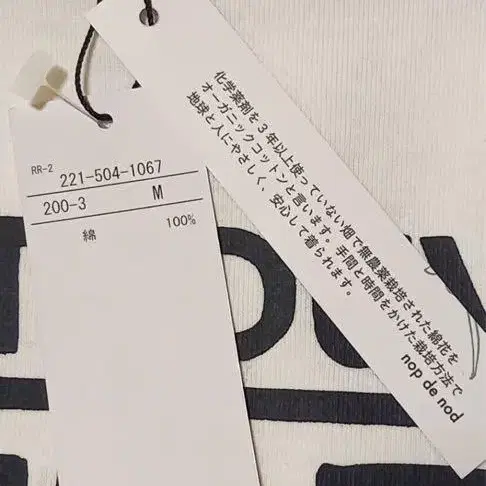 RR-2
221-504-1067
200-3 M
綿 100%
化学薬剤を3年以上使っていない畑で無農薬栽培された綿花を
オーガニックコットンと言います。手間と時間をかけた栽培方法で
地球と人にやさしく、安心して着られます。
nop de nod